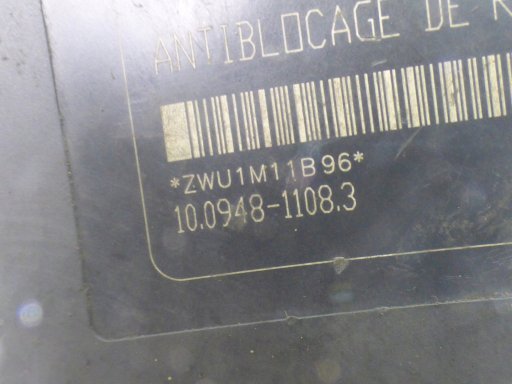 ANTIBLOCAGE DE
*ZWU1M11B96*
10.0948-1108.3